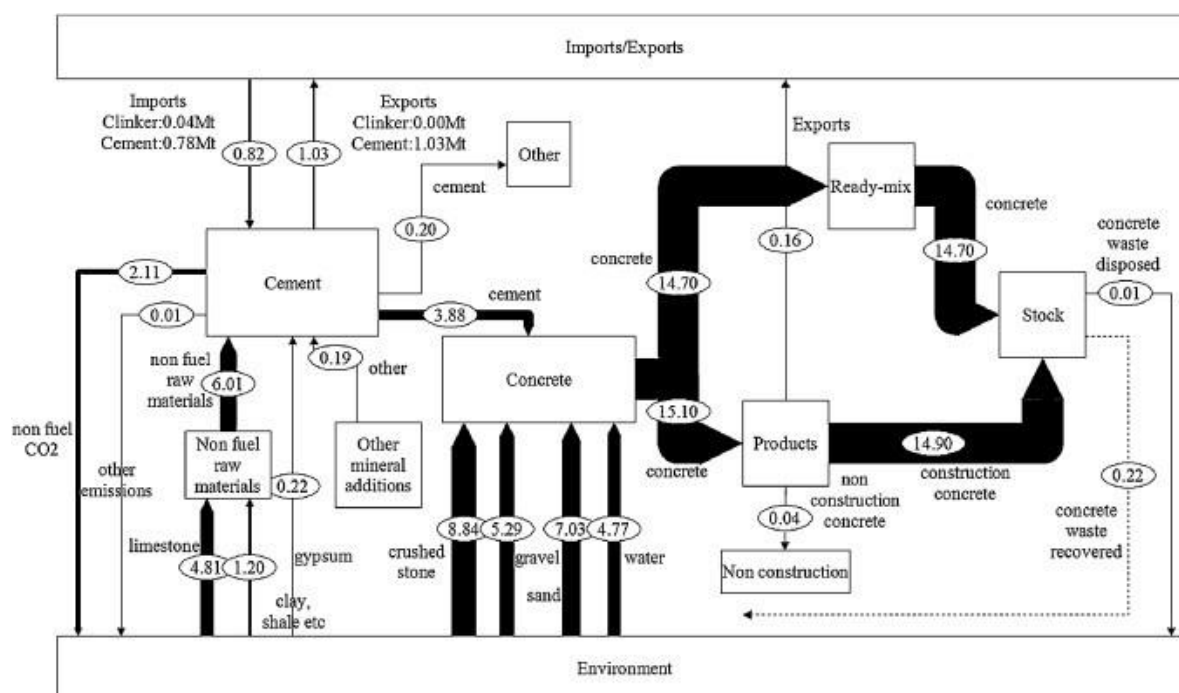 Imports/Exports
Imports
Clinker:0.04Mt
Cement:0.78Mt
Exports
Clinker:0.00Mt
Cement:1.03Mt
0.82
1.03
Other
cement
0.20
Exports
Ready-mix
concrete
concrete
waste
disposed
0.16
14.70
0.01
Cement
2.11
0.01
concrete
14.70
cement
3.88
Stock
0.19
other
non fuel
raw
materials
6.01
Concrete
15.10
concrete
Products
14.90
construction
concrete
non
construction
concrete
0.04
Non construction
0.22
concrete
waste
recovered
non fuel
CO2
other
emissions
Non fuel
raw
materials
0.22
Other
mineral
additions
limestone
4.81
1.20
gypsum
clay,
shale etc
8.84
5.29
7.03
4.77
crushed
stone
gravel
sand
water
Environment